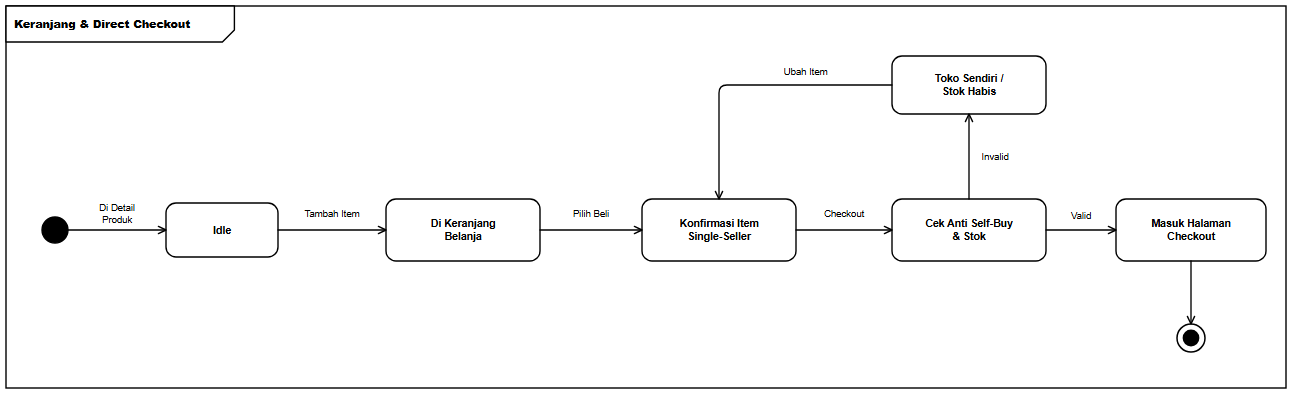 Keranjang & Direct Checkout
Ubah Item
Toko Sendiri /
Stok Habis
Invalid
Di Detail
Produk
Idle
Tambah Item
Di Keranjang
Belanja
Pilih Beli
Konfirmasi Item
Single-Seller
Checkout
Cek Anti Self-Buy
& Stok
Valid
Masuk Halaman
Checkout